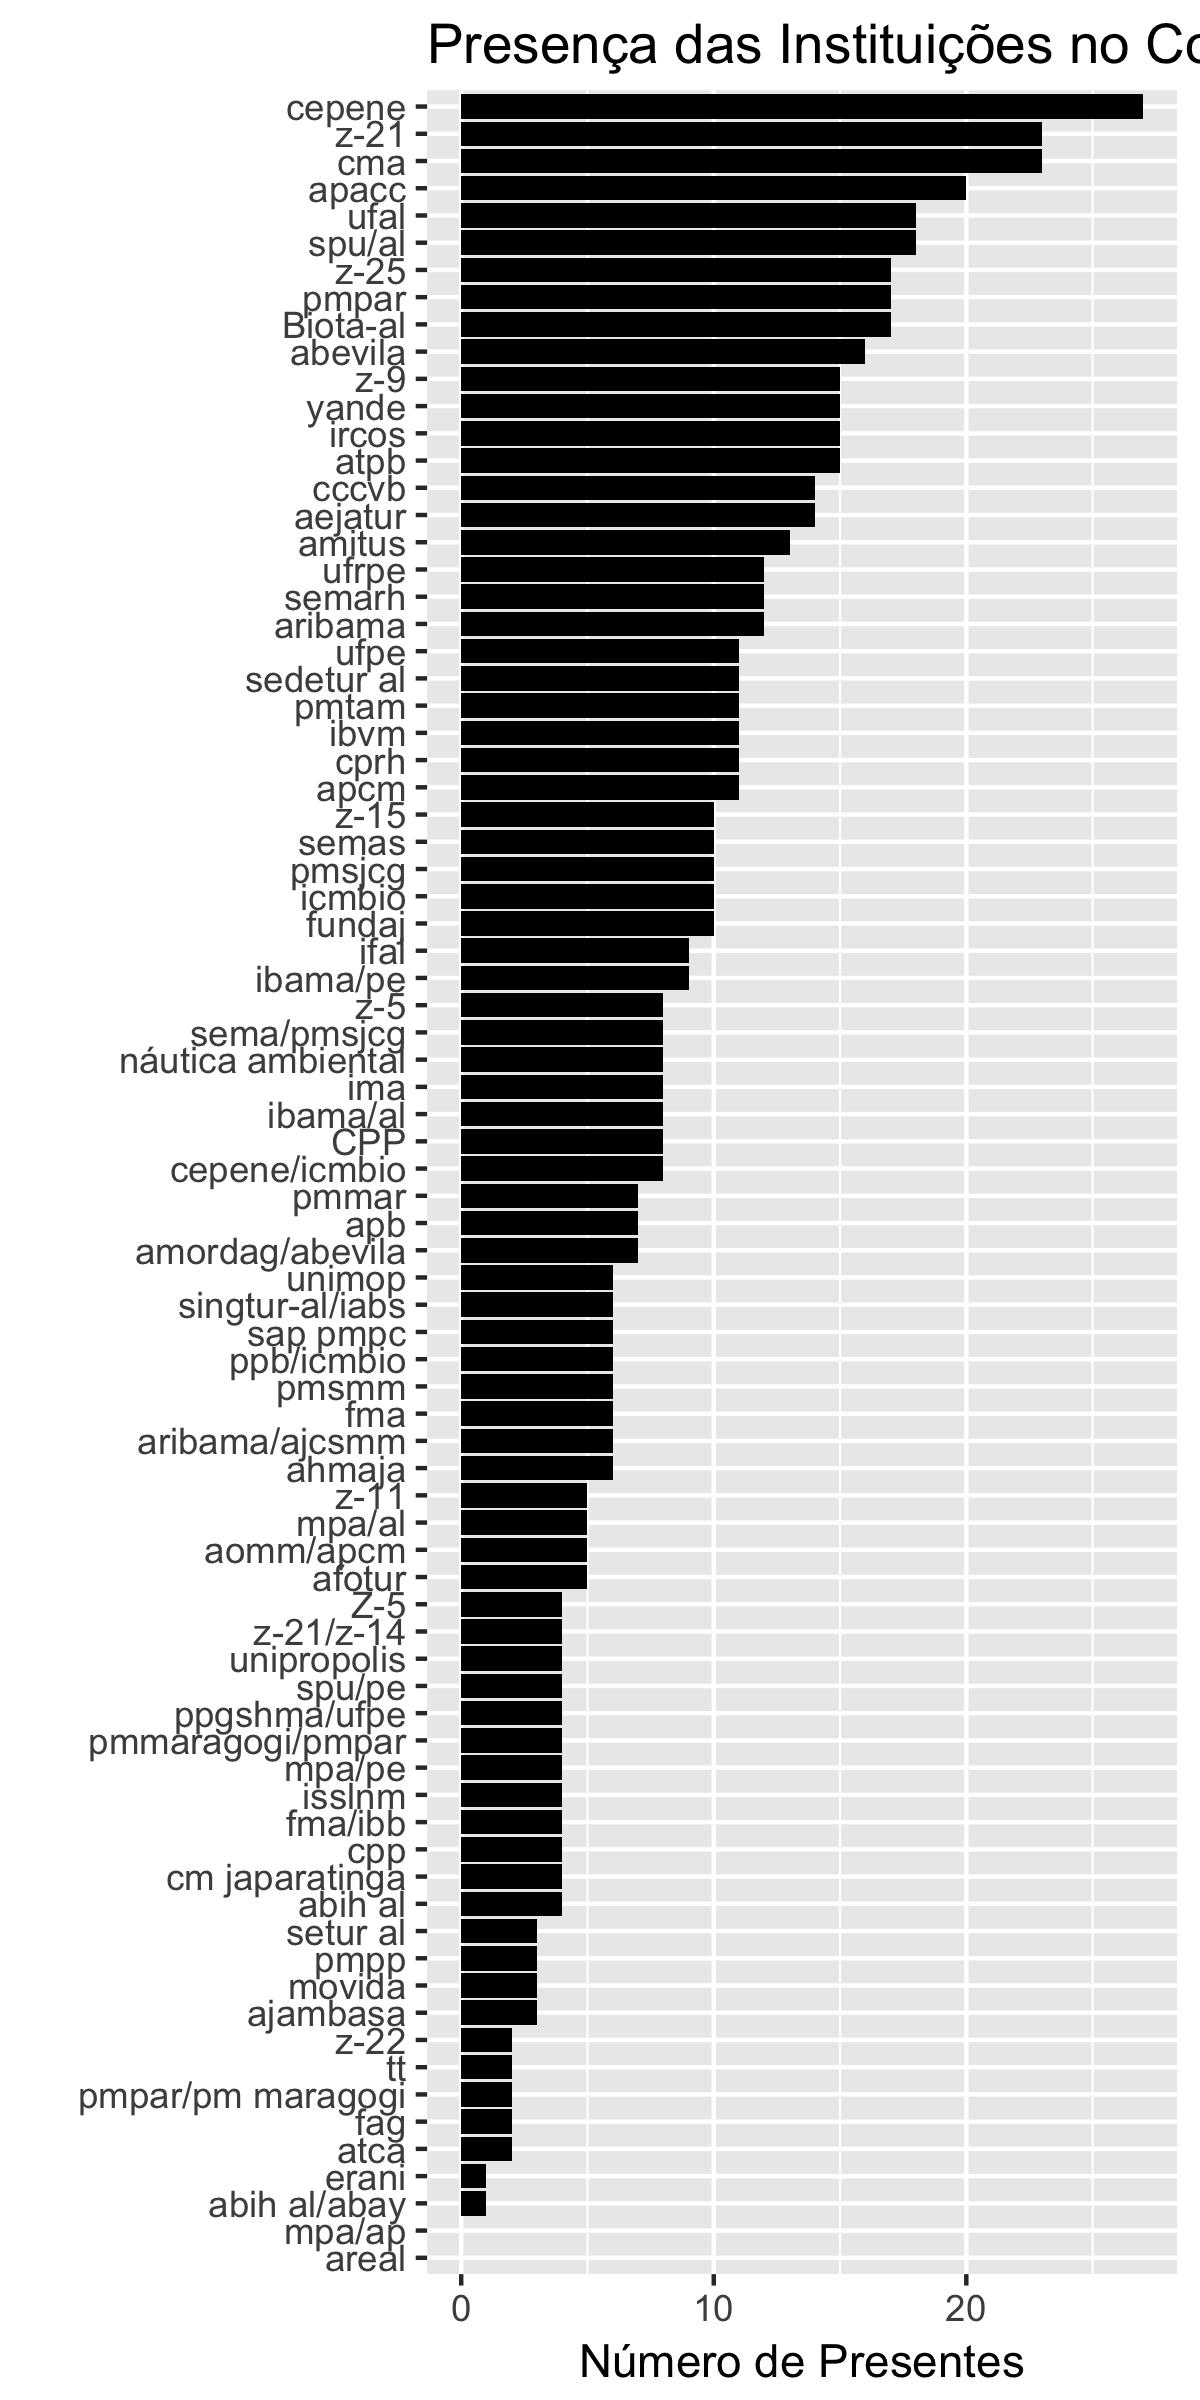 Presença das Instituições no Co
cepene
z-21
cma
apacc
ufal
spu/al
z-25
pmpar
Biota-al
abevila
z-9
yande
ircos
atpb
cccvb
aejatur
amitus
ufrpe
semarh
aribama
ufpe
sedetur al
pmtam
ibvm
cprh
apcm
z-15
semas
pmsjcg
icmbio
fundaj
ifal
ibama/pe
z-5
sema/pmsjcg
náutica ambiental
ima
ibama/al
CPP
cepene/icmbio
pmmar
apb
amordag/abevila
unimop
singtur-al/iabs
sap pmpc
ppb/icmbio
pmsmm
fma
aribama/ajcsmm
ahmaja
z-11
mpa/al
aomm/apcm
afotur
Z-5
z-21/z-14
unipropolis
spu/pe
ppgshma/ufpe
pmmaragogi/pmpar
mpa/pe
isslnm
fma/ibb
cpp
cm japaratinga
abih al
setur al
pmpp
movida
ajambasa
z-22
tt
pmpar/pm maragogi
fag
atca
erani
abih al/abay
mpa/ap
areal
0 10 20
Número de Presentes